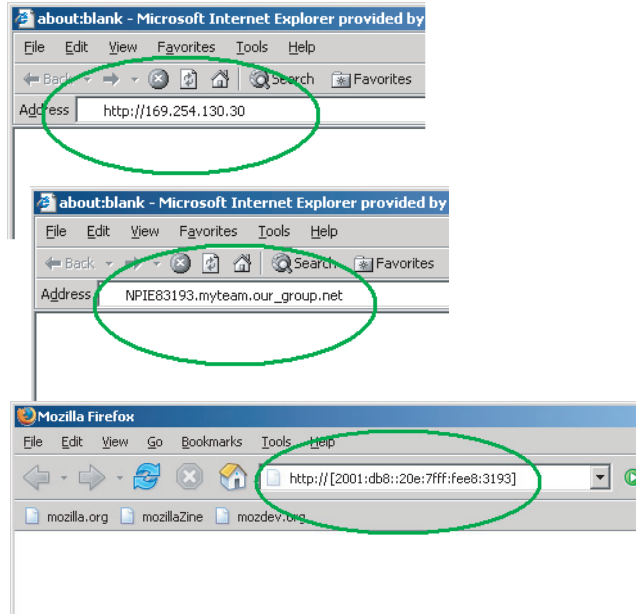 about:blank - Microsoft Internet Explorer provided by
File Edit View Favorites Tools Help
Back Search Favorites
Address http://169.254.130.30
about:blank - Microsoft Internet Explorer provided by
File Edit View Favorites Tools Help
Back Search Favorites
Address NPIE83193.myteam.our_group.net
Mozilla Firefox
File Edit View Go Bookmarks Tools Help
http://[2001:db8::20e:7fff:fee8:3193]
mozilla.org mozillaZine mozdev.org